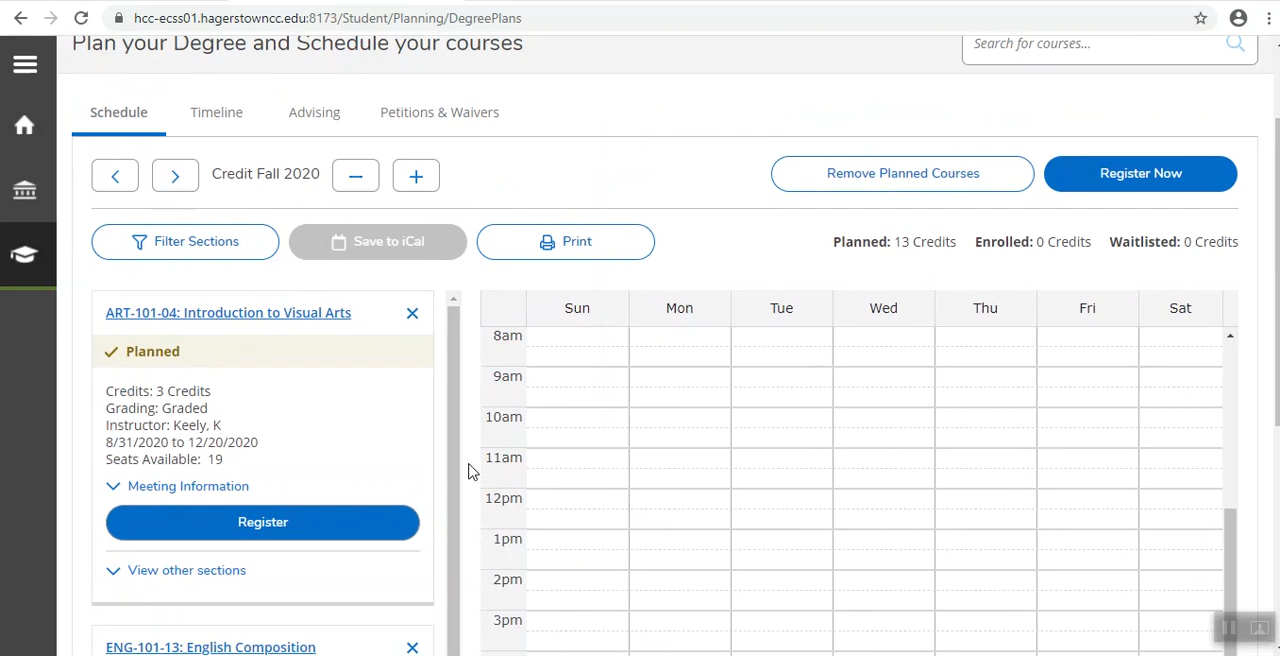 hcc-ecss01.hagerstowncc.edu:8173/Student/Planning/DegreePlans
Plan your Degree and Schedule your courses
Search for courses...
Schedule
Timeline
Advising
Petitions & Waivers
Credit Fall 2020
Remove Planned Courses
Register Now
Filter Sections
Save to iCal
Print
Planned: 13 Credits
Enrolled: 0 Credits
Waitlisted: 0 Credits
ART-101-04: Introduction to Visual Arts
Planned
Credits: 3 Credits
Grading: Graded
Instructor: Keely, K
8/31/2020 to 12/20/2020
Seats Available: 19
Meeting Information
Register
View other sections
ENG-101-13: English Composition
Sun Mon Tue Wed Thu Fri Sat
8am
9am
10am
11am
12pm
1pm
2pm
3pm